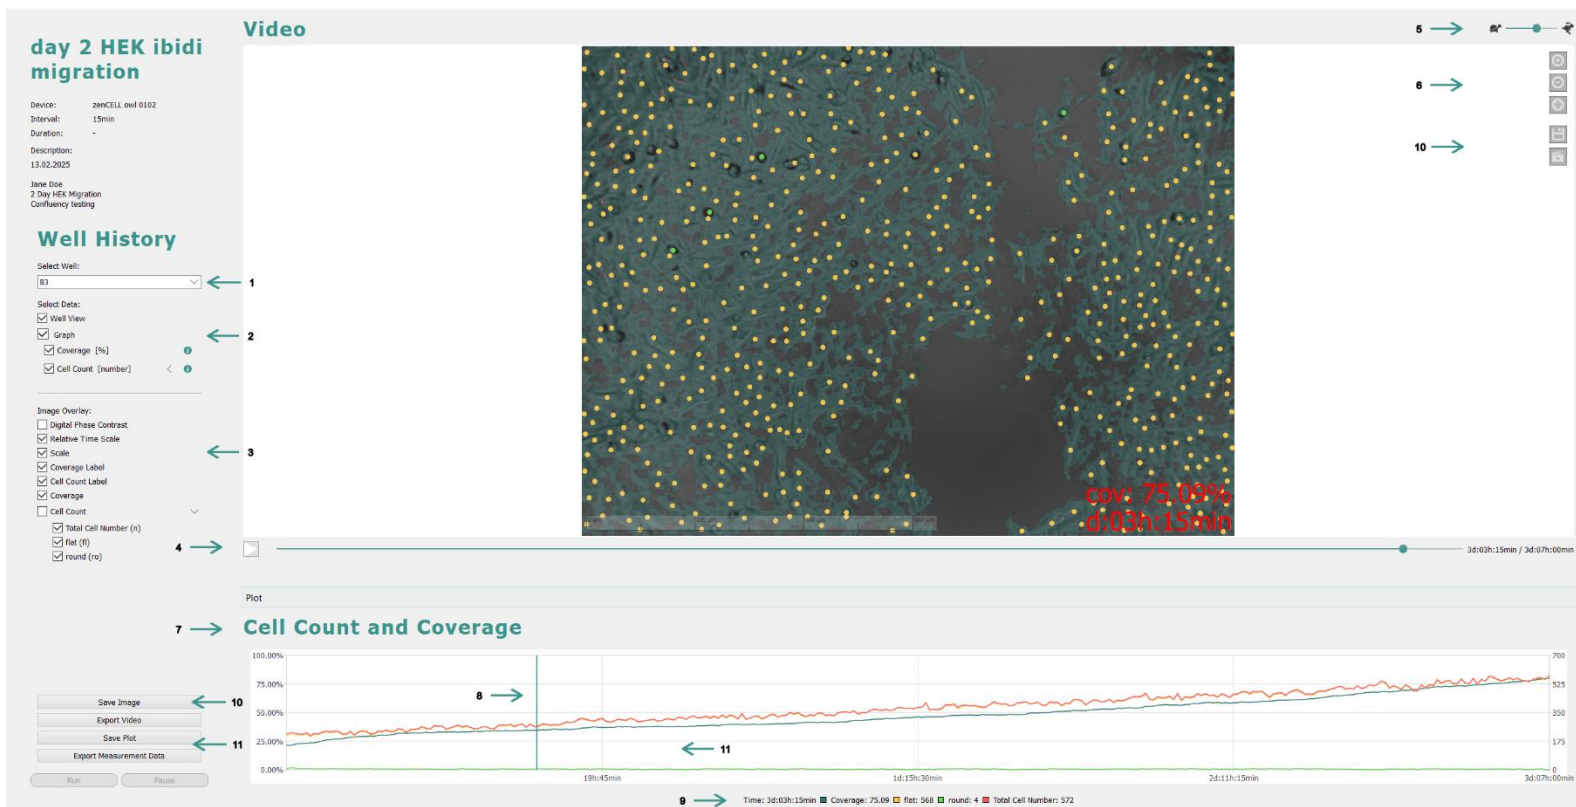 day 2 HEK ibidi
migration
Device: zenCELL owl 0102
Interval: 15min
Duration: -
Description:
13.02.2025
Jane Doe
2 Day HEK Migration
Confluency testing
Well History
Select Well:
B3
1
Select Data:
Well View
Graph
2
Coverage [%]
Cell Count [number]
Image Overlay:
Digital Phase Contrast
Relative Time Scale
Scale
3
Coverage Label
Cell Count Label
Coverage
Cell Count
Total Cell Number (n)
flat (fl)
round (ro)
4
Save Image
10
Export Video
Save Plot
11
Export Measurement Data
Run Pause
Video
5
6
10
cov: 75.09%
d:03h:15min
3d:03h:15min / 3d:07h:00min
Plot
7
Cell Count and Coverage
100.00%
75.00%
50.00%
25.00%
0.00%
700
525
350
175
0
8
11
19h:45min
1d:15h:30min
2d:11h:15min
3d:07h:00min
9
Time: 3d:03h:15min Coverage: 75.09 flat: 568 round: 4 Total Cell Number: 572